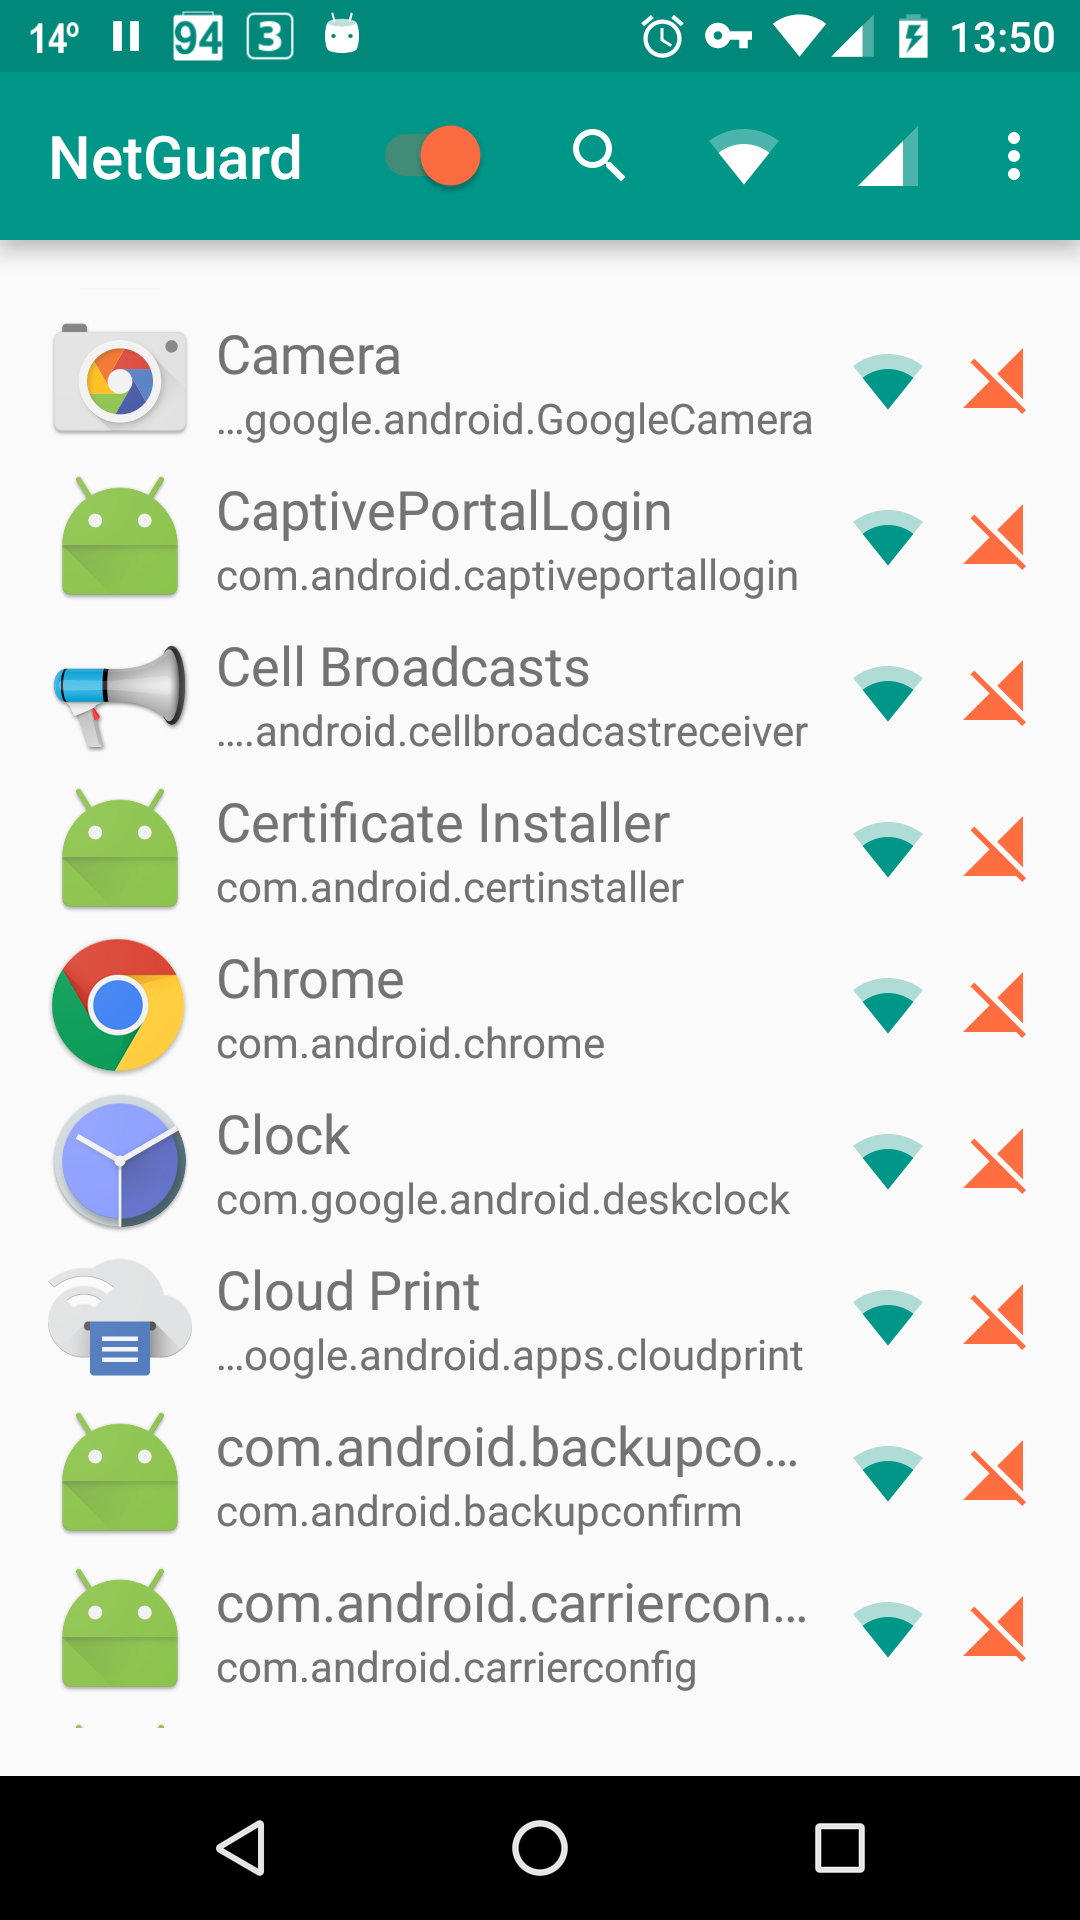 14° 94 3 13:50
NetGuard
Camera
...google.android.GoogleCamera
CaptivePortalLogin
com.android.captiveportallogin
Cell Broadcasts
....android.cellbroadcastreceiver
Certificate Installer
com.android.certinstaller
Chrome
com.android.chrome
Clock
com.google.android.deskclock
Cloud Print
...oogle.android.apps.cloudprint
com.android.backupco...
com.android.backupconfirm
com.android.carriercon...
com.android.carrierconfig